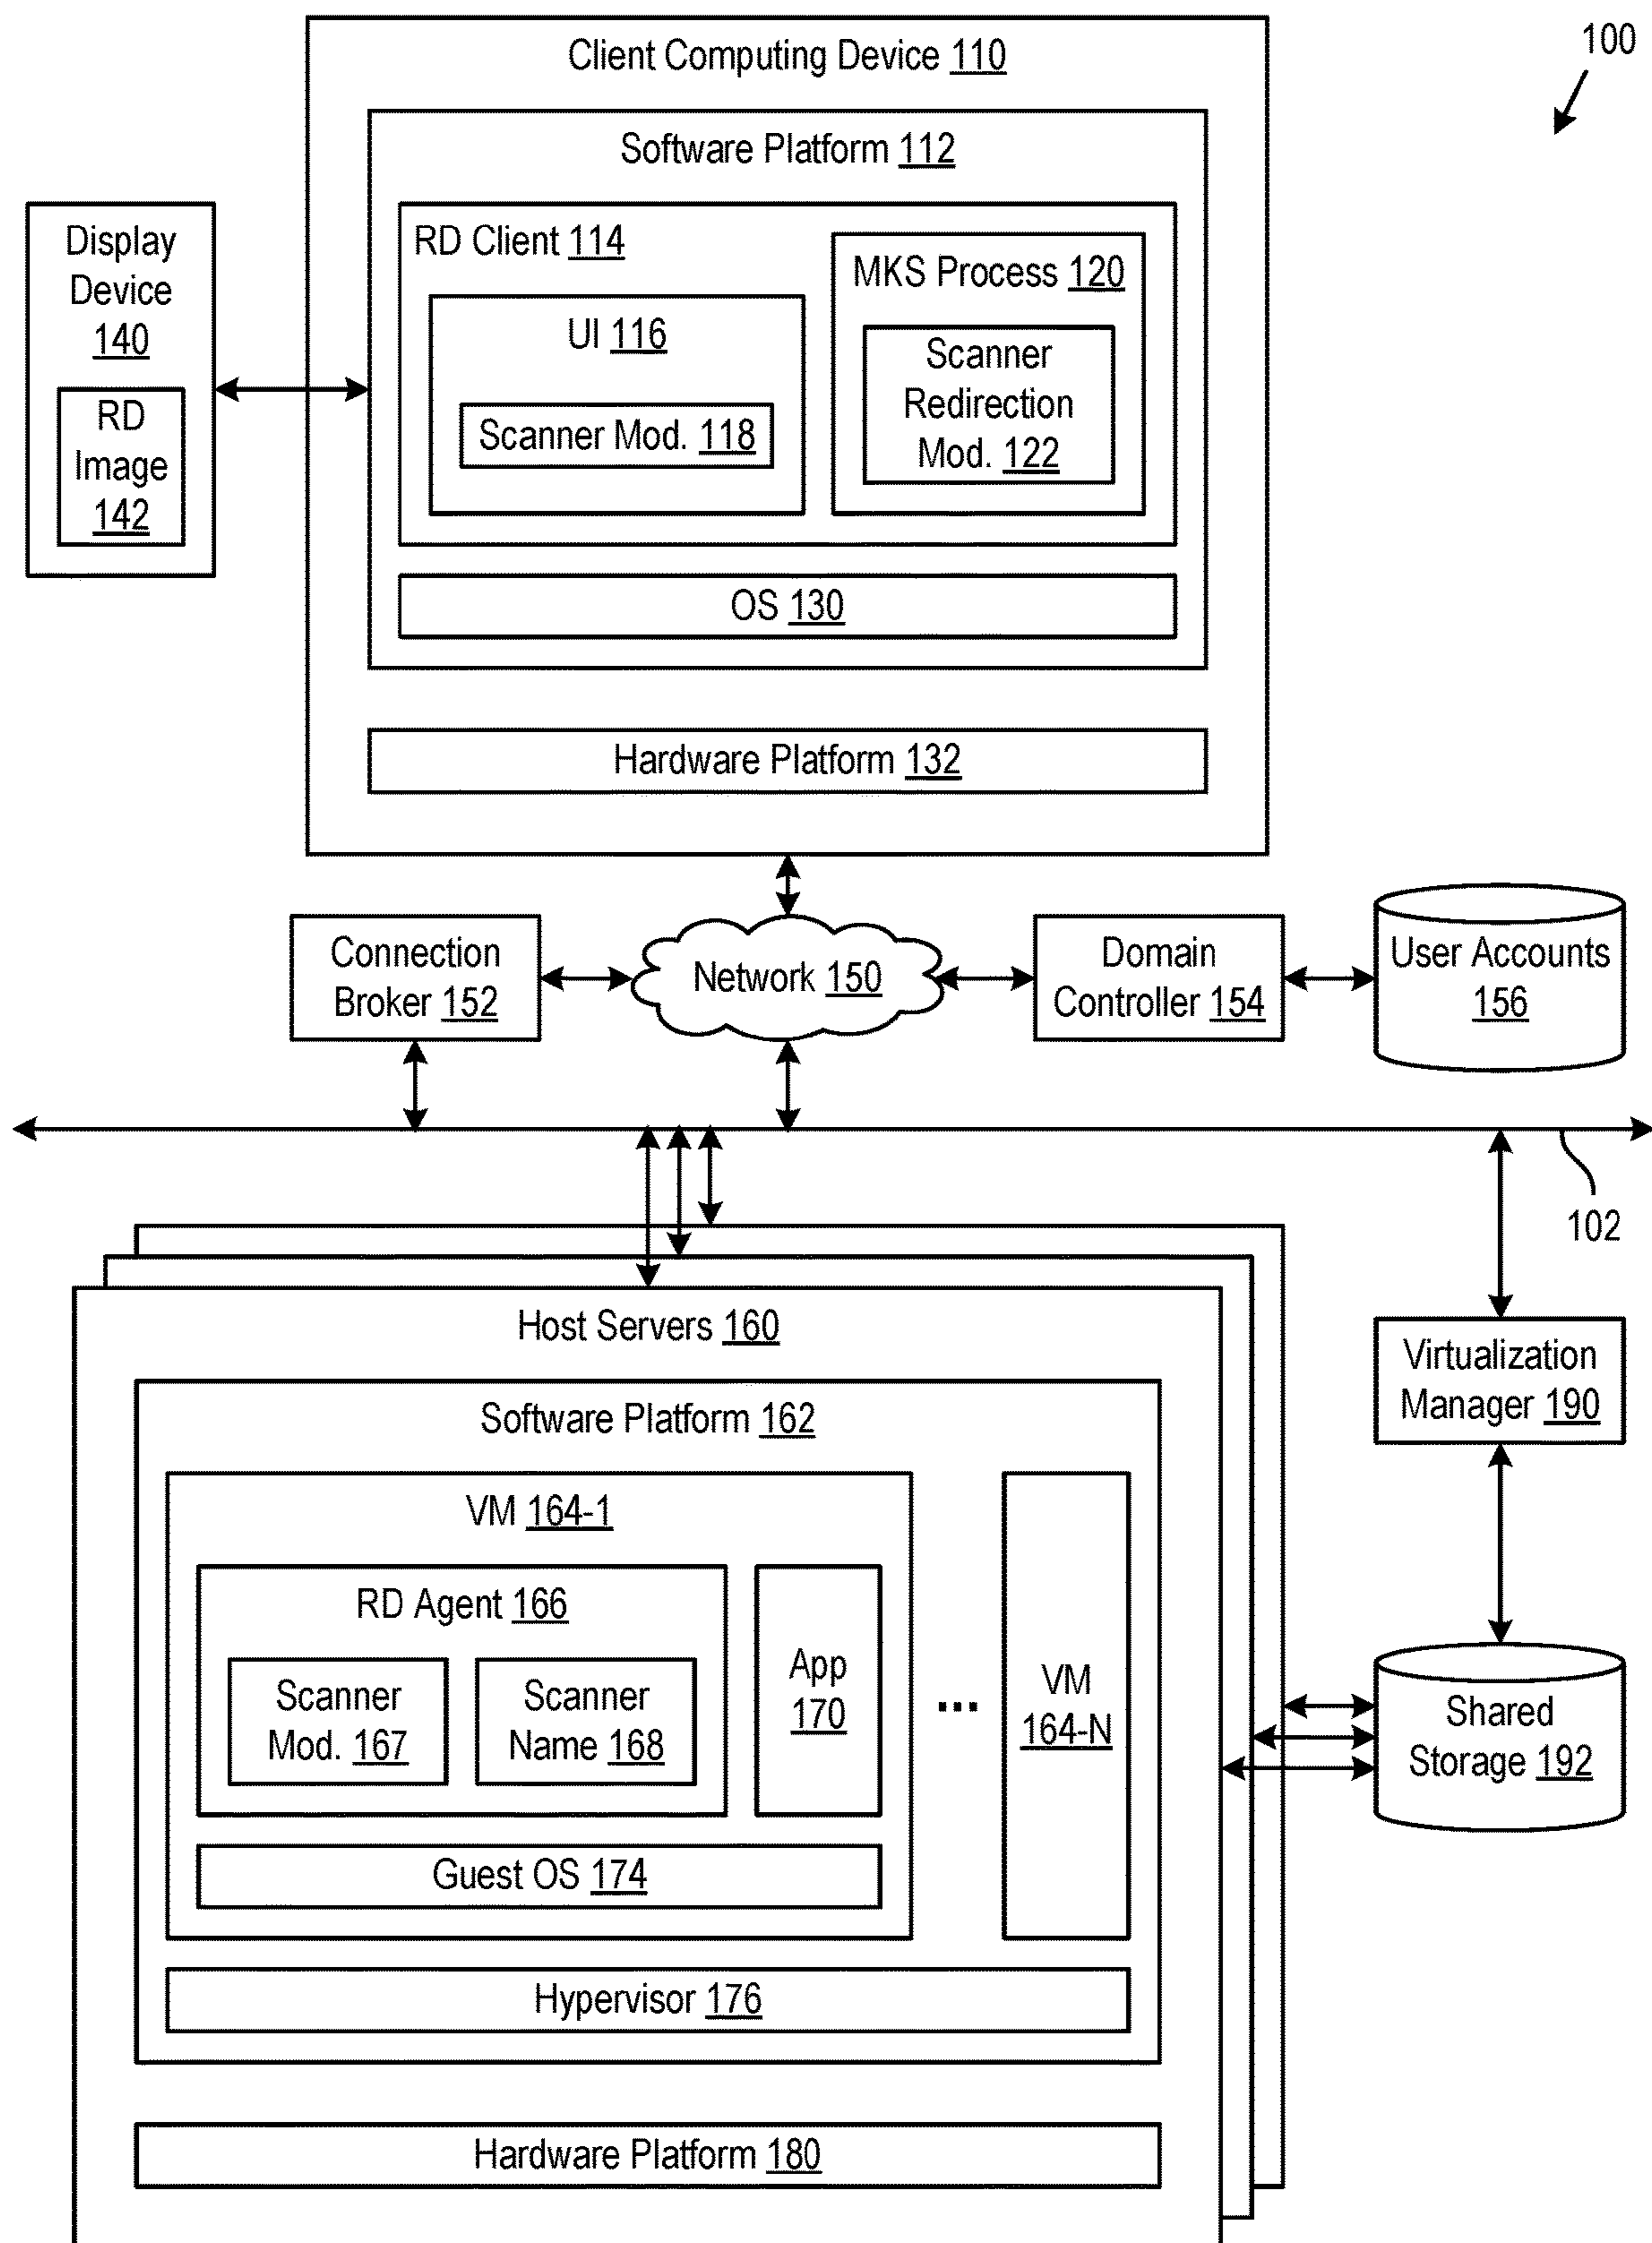 100
Client Computing Device 110
Software Platform 112
RD Client 114
UI 116
Scanner Mod. 118
MKS Process 120
Scanner
Redirection
Mod. 122
OS 130
Hardware Platform 132
Display
Device
140
RD
Image
142
Connection
Broker 152
Network 150
Domain
Controller 154
User Accounts
156
102
Host Servers 160
Software Platform 162
VM 164-1
RD Agent 166
Scanner
Mod. 167
Scanner
Name 168
App
170
...
VM
164-N
Guest OS 174
Hypervisor 176
Hardware Platform 180
Virtualization
Manager 190
Shared
Storage 192